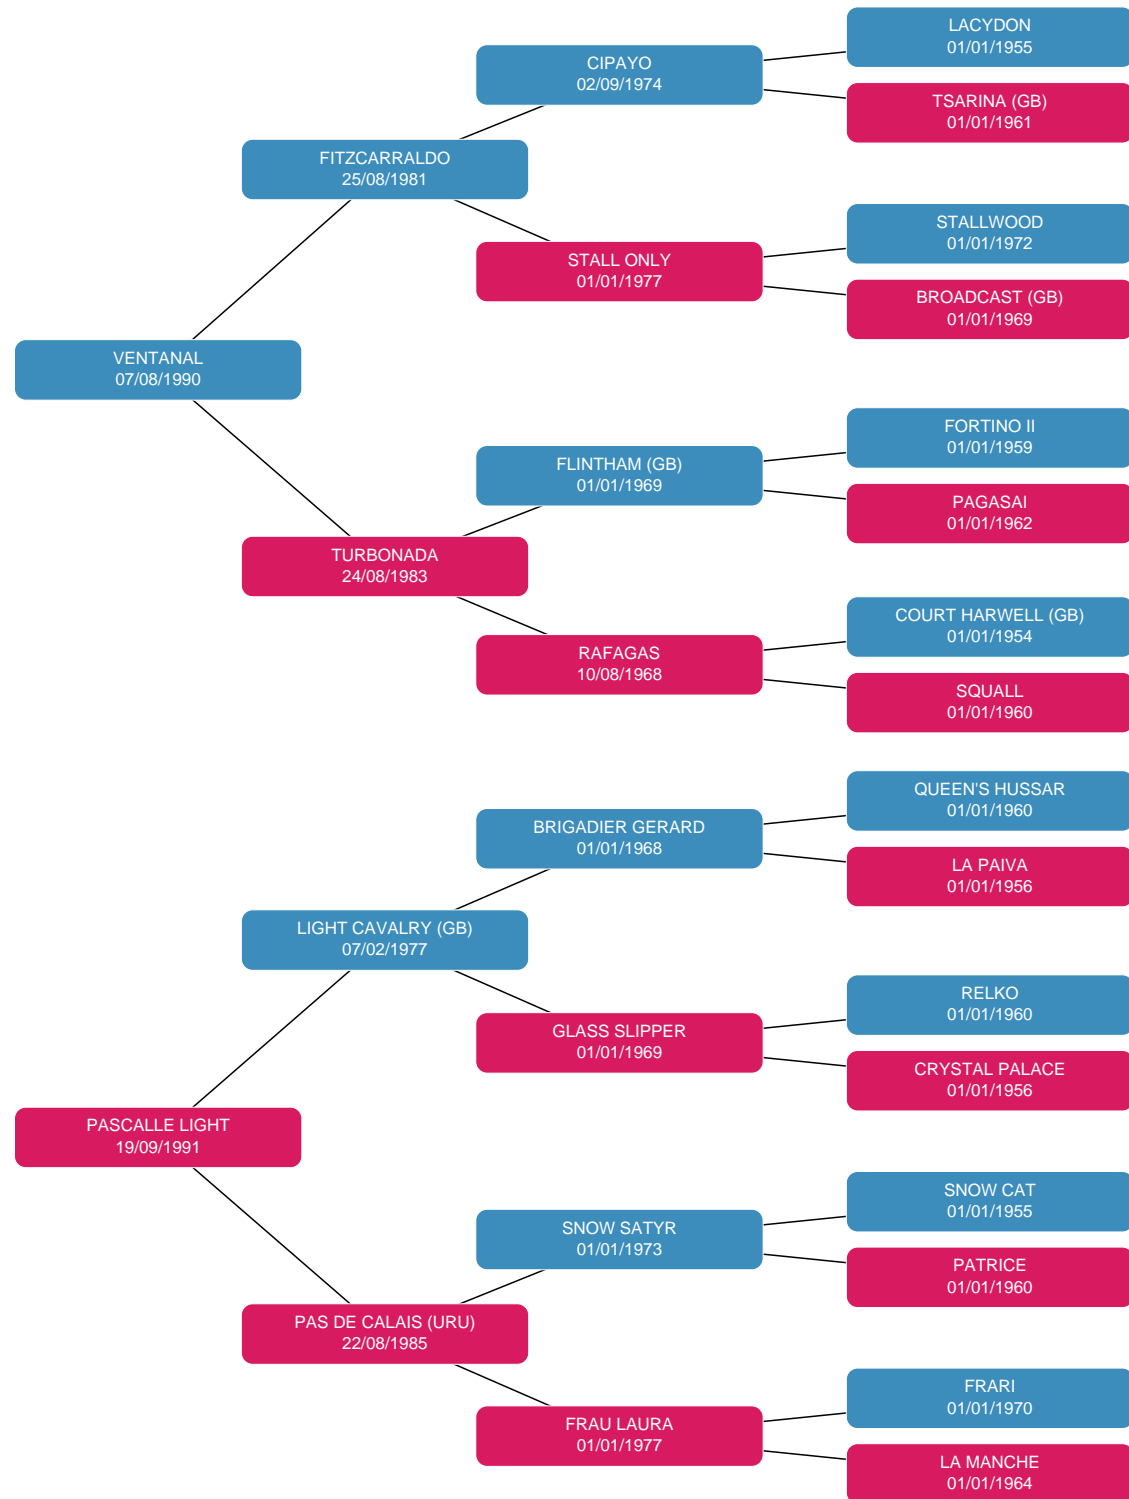 LACYDON
01/01/1955
CIPAYO
02/09/1974
TSARINA (GB)
01/01/1961
FITZCARRALDO
25/08/1981
STALLWOOD
01/01/1972
STALL ONLY
01/01/1977
BROADCAST (GB)
01/01/1969
VENTANAL
07/08/1990
FORTINO II
01/01/1959
FLINTHAM (GB)
01/01/1969
PAGASAI
01/01/1962
TURBONADA
24/08/1983
COURT HARWELL (GB)
01/01/1954
RAFAGAS
10/08/1968
SQUALL
01/01/1960
QUEEN'S HUSSAR
01/01/1960
BRIGADIER GERARD
01/01/1968
LA PAIVA
01/01/1956
LIGHT CAVALRY (GB)
07/02/1977
RELKO
01/01/1960
GLASS SLIPPER
01/01/1969
CRYSTAL PALACE
01/01/1956
PASCALLE LIGHT
19/09/1991
SNOW CAT
01/01/1955
SNOW SATYR
01/01/1973
PATRICE
01/01/1960
PAS DE CALAIS (URU)
22/08/1985
FRARI
01/01/1970
FRAU LAURA
01/01/1977
LA MANCHE
01/01/1964